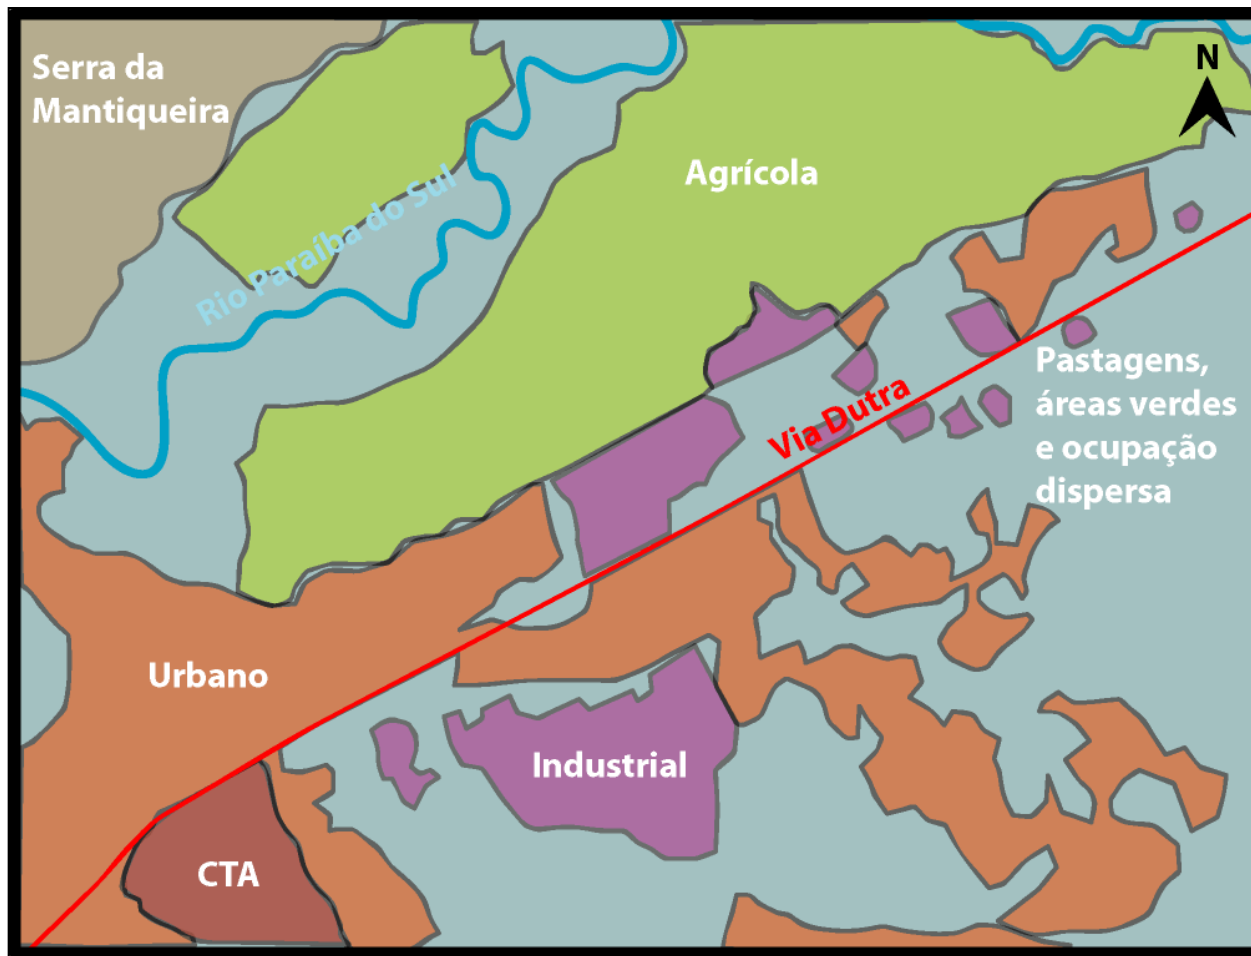 Serra da
Mantiqueira
N
Agrícola
Rio Paraíba do Sul
Pastagens,
áreas verdes
e ocupação
dispersa
Via Dutra
Urbano
Industrial
CTA